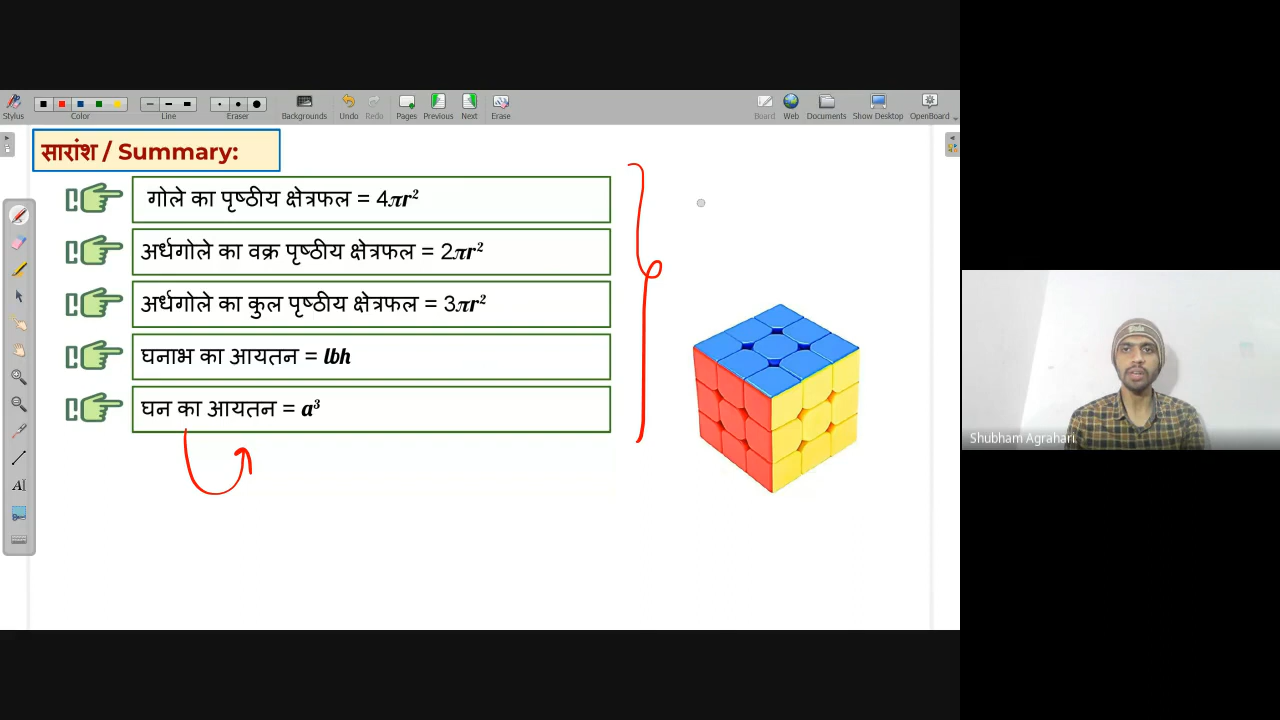 Stylus
Color
Line
Eraser
Backgrounds
Undo
Redo
Pages
Previous
Next
Erase
Board
Web
Documents
Show Desktop
OpenBoard
सारांश / Summary:
गोले का पृष्ठीय क्षेत्रफल = 4πr²
अर्धगोले का वक्र पृष्ठीय क्षेत्रफल = 2πr²
अर्धगोले का कुल पृष्ठीय क्षेत्रफल = 3πr²
घनाभ का आयतन = lbh
घन का आयतन = a³
Shubham Agrahari